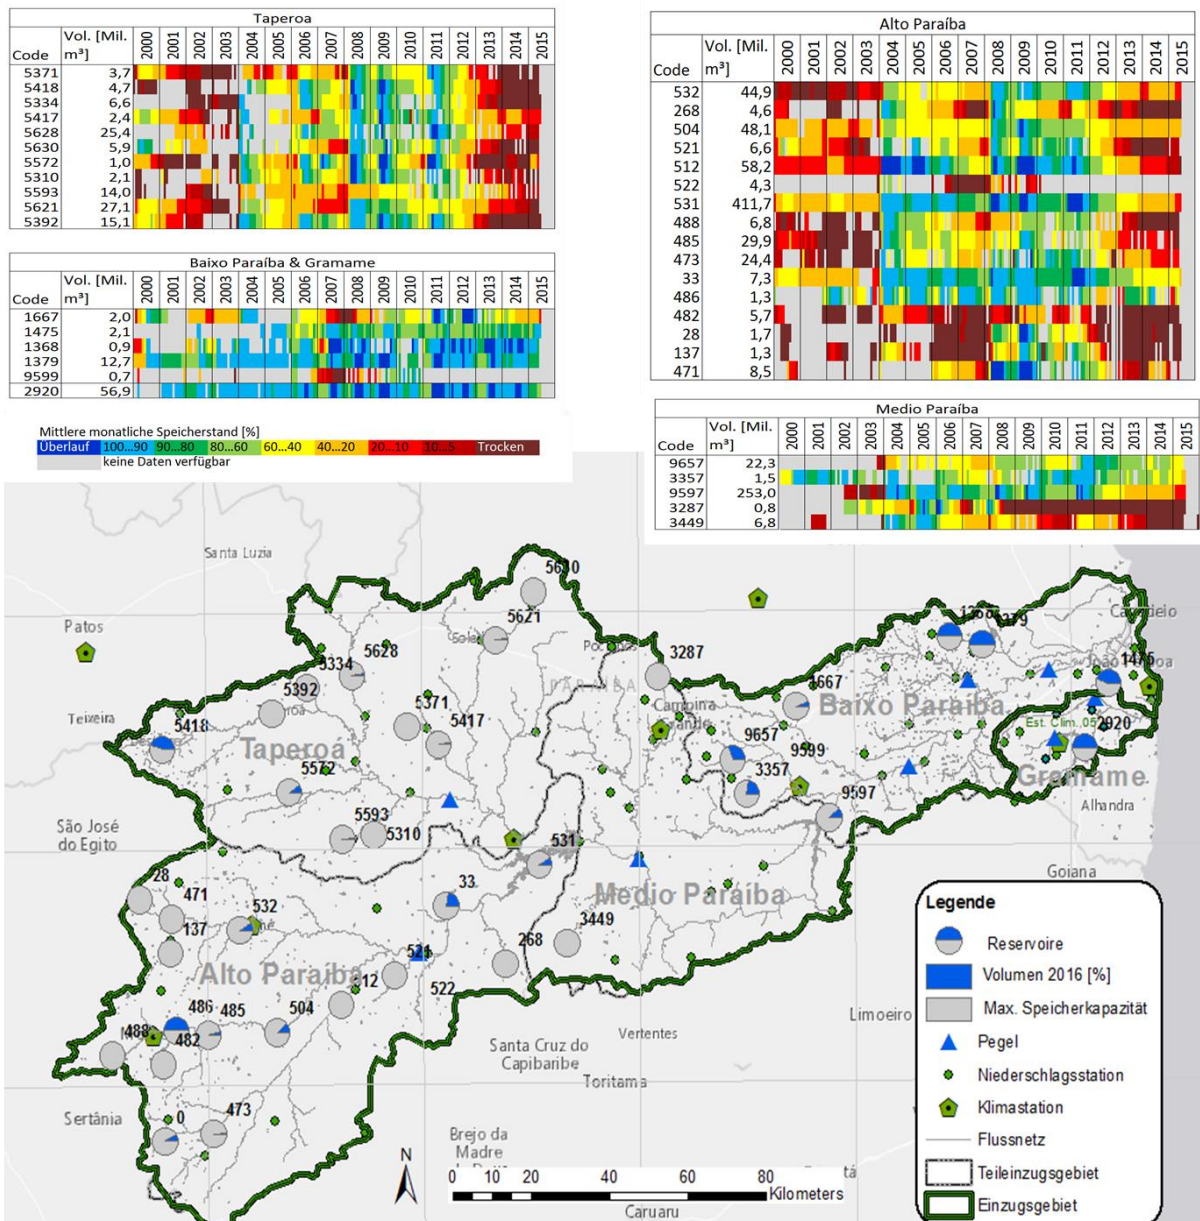 Taperoa
Code Vol. [Mil. m³] 2000 2001 2002 2003 2004 2005 2006 2007 2008 2009 2010 2011 2012 2013 2014 2015
5371 3,7
5418 4,7
5334 6,6
5417 2,4
5628 25,4
5630 5,9
5572 1,0
5310 2,1
5593 14,0
5621 27,1
5392 15,1
Baixo Paraíba & Gramame
Code Vol. [Mil. m³] 2000 2001 2002 2003 2004 2005 2006 2007 2008 2009 2010 2011 2012 2013 2014 2015
1667 2,0
1475 2,1
1368 0,9
1379 12,7
9599 0,7
2920 56,9
Mittlere monatliche Speicherstand [%]
Überlauf 100...90 90...80 80...60 60...40 40...20 20...10 10...5 Trocken
keine Daten verfügbar
Alto Paraíba
Code Vol. [Mil. m³] 2000 2001 2002 2003 2004 2005 2006 2007 2008 2009 2010 2011 2012 2013 2014 2015
532 44,9
268 4,6
504 48,1
521 6,6
512 58,2
522 4,3
531 411,7
488 6,8
485 29,9
473 24,4
33 7,3
486 1,3
482 5,7
28 1,7
137 1,3
471 8,5
Medio Paraíba
Code Vol. [Mil. m³] 2000 2001 2002 2003 2004 2005 2006 2007 2008 2009 2010 2011 2012 2013 2014 2015
9657 22,3
3357 1,5
9597 253,0
3287 0,8
3449 6,8
Santa Luzia
5630
Patos
5621
5628
3287
5334
1379
5392
1475
Teixeira
5371
1667
5418
5417
Baixo Paraíba
Taperoá
9657
9599
2920
5572
3357
Gramame
9597
Alhandra
5593
São José
do Egito
5310
531
Goiana
28
471
33
Medio Paraíba
532
137
3449
268
521
Alto Paraíba
512
522
486
485
504
Limoeiro
488
482
Vertentes
Santa Cruz do
Capibaribe
Toritama
Sertânia
0
473
Brejo da
Madre
N
0 10 20 40 60 80
Kilometers
Caruaru
Legende
Reservoire
Volumen 2016 [%]
Max. Speicherkapazität
Pegel
Niederschlagsstation
Klimastation
Flussnetz
Teileinzugsgebiet
Einzugsgebiet